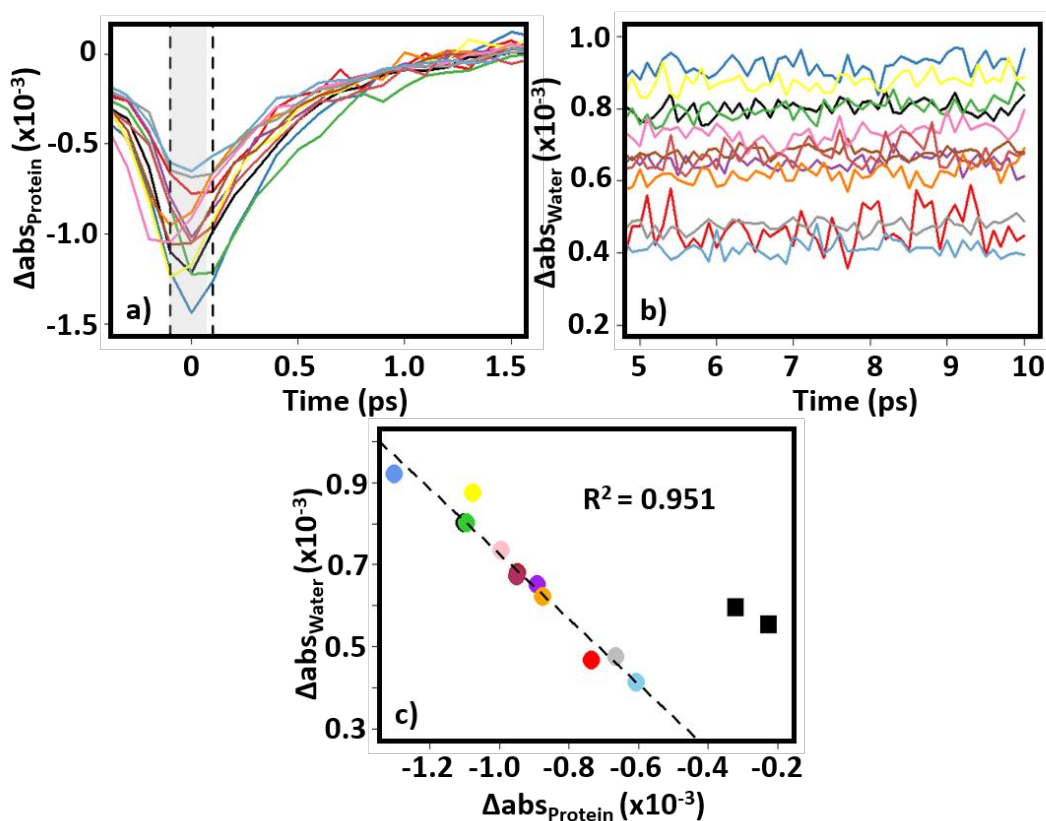 0
-0.5
-1.0
-1.5
Δabs_Protein (x10^-3)
a)
0 0.5 1.0 1.5
Time (ps)
1.0
0.8
0.6
0.4
0.2
Δabs_Water (x10^-3)
b)
5 6 7 8 9 10
Time (ps)
0.9
0.7
0.5
0.3
Δabs_Water (x10^-3)
R² = 0.951
c)
-1.2 -1.0 -0.8 -0.6 -0.4 -0.2
Δabs_Protein (x10^-3)